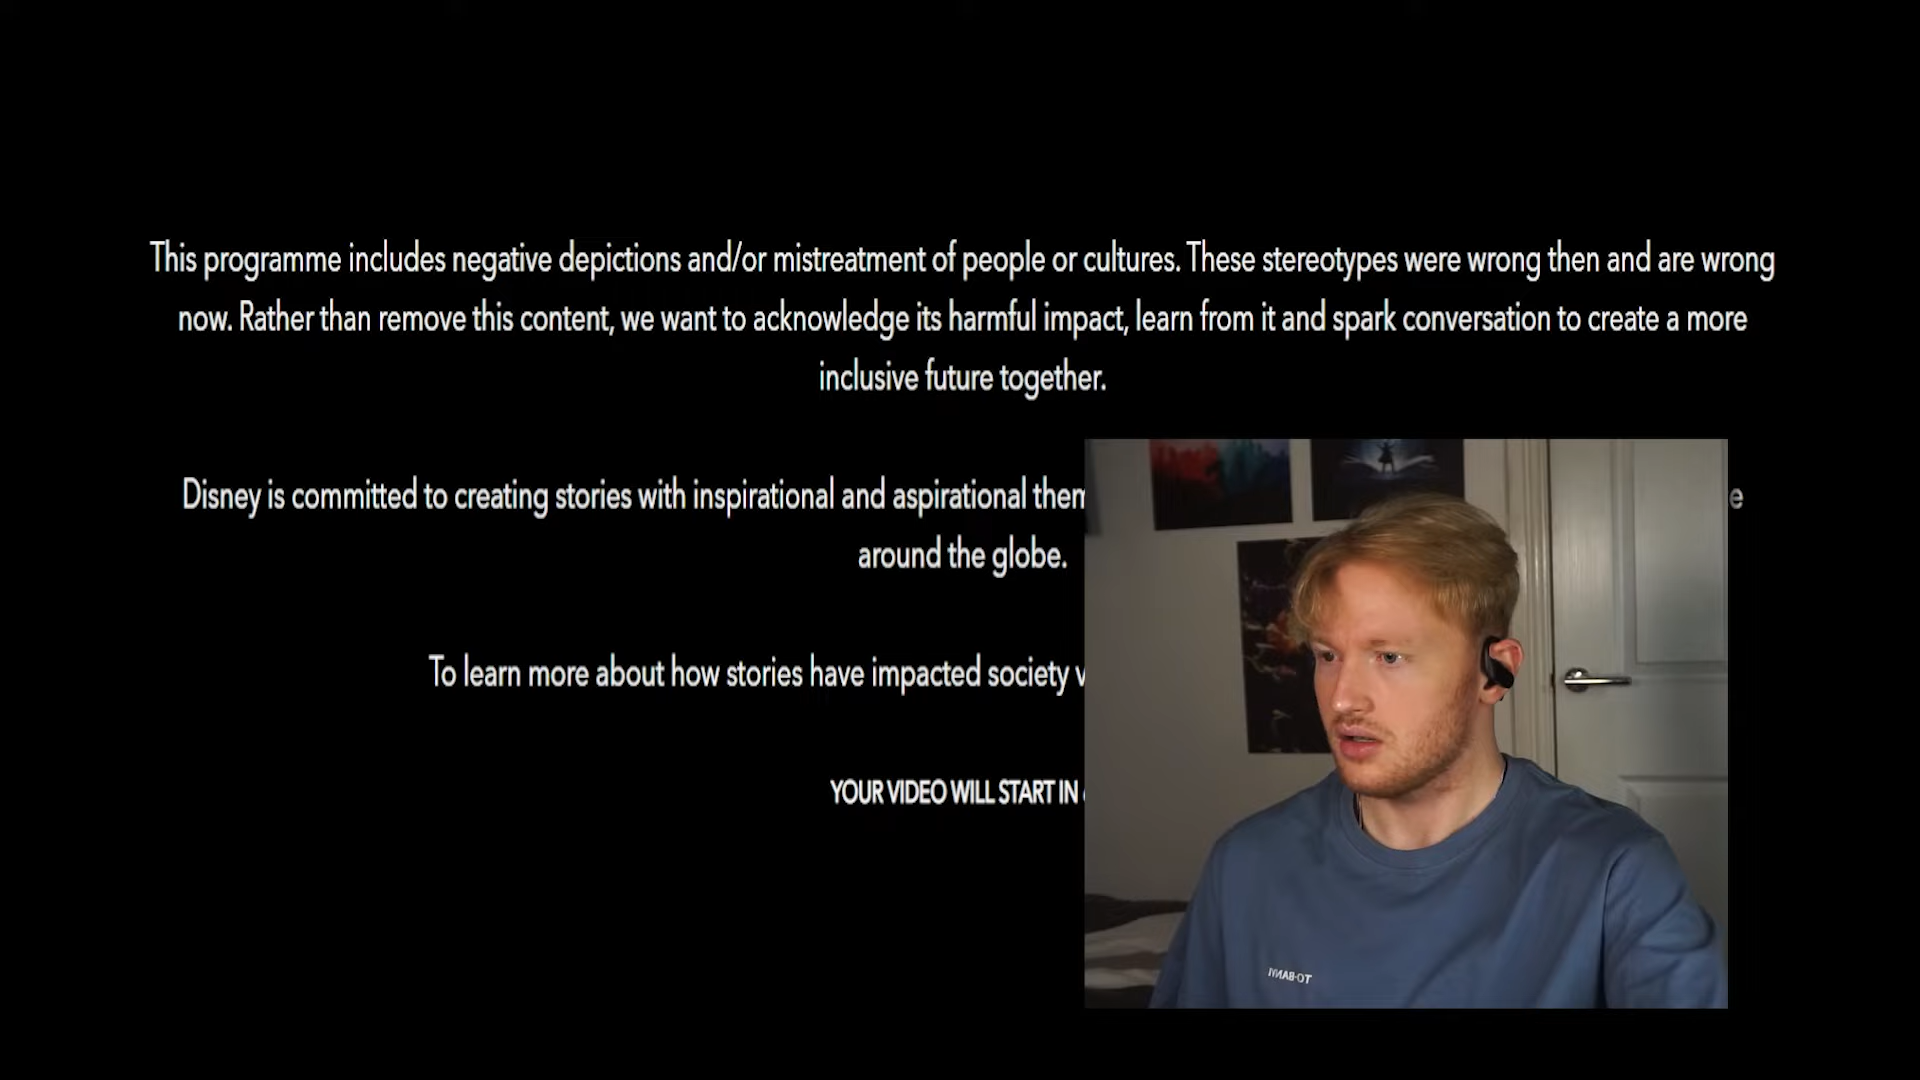 This programme includes negative depictions and/or mistreatment of people or cultures. These stereotypes were wrong then and are wrong
now. Rather than remove this content, we want to acknowledge its harmful impact, learn from it and spark conversation to create a more
inclusive future together.
Disney is committed to creating stories with inspirational and aspirational
around the globe.
To learn more about how stories have impacted society
YOUR VIDEO WILL START IN